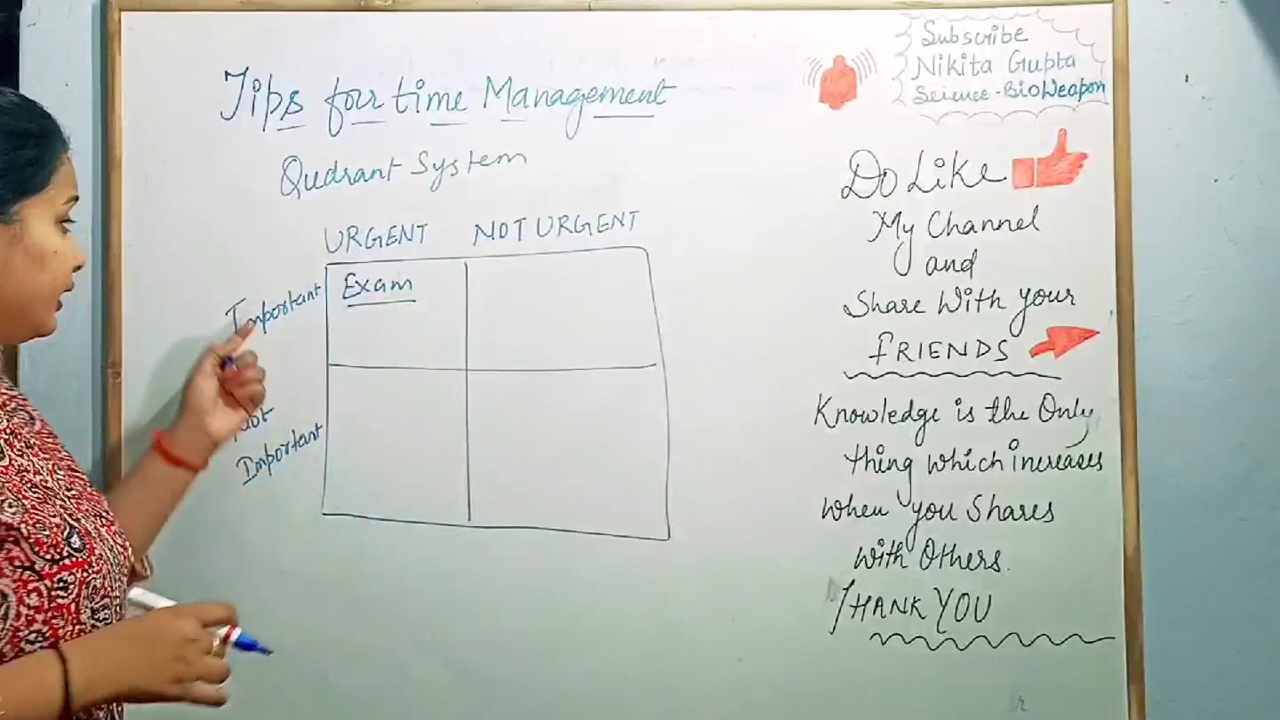 Tips for time Management
Qudrant System
URGENT NOT URGENT
Important
Exam
Not
Important
Subscribe
Nikita Gupta
Science-BioWeapon
Do Like
My Channel
and
Share With your
FRIENDS
Knowledge is the Only
thing which increases
When you Shares
with Others.
THANK YOU